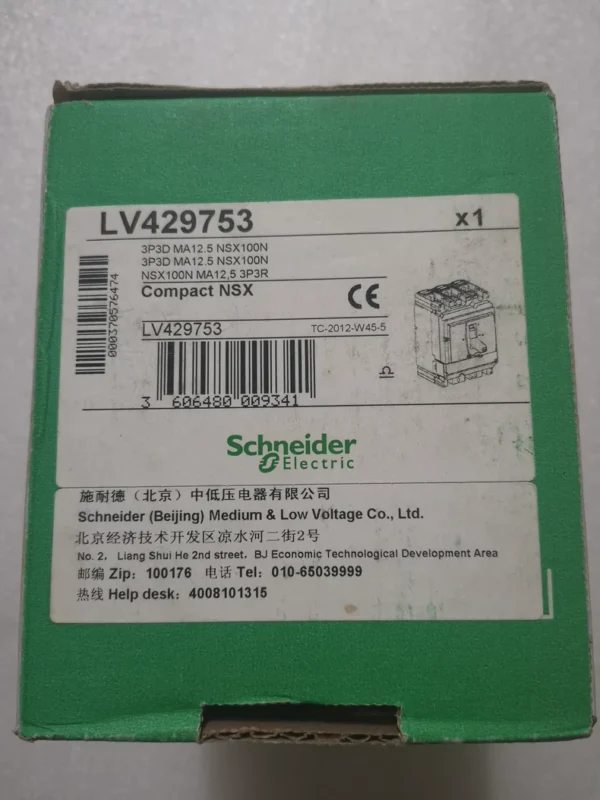 LV429753 x1
3P3D MA12.5 NSX100N
3P3D MA12.5 NSX100N
NSX100N MA12,5 3P3R
Compact NSX
CE
000370576474
LV429753 TC-2012-W45-5
3 606480 009341
Schneider
Electric
施耐德（北京）中低压电器有限公司
Schneider (Beijing) Medium & Low Voltage Co., Ltd.
北京经济技术开发区凉水河二街2号
No. 2, Liang Shui He 2nd street, BJ Economic Technological Development Area
邮编 Zip: 100176 电话 Tel: 010-65039999
热线 Help desk: 4008101315